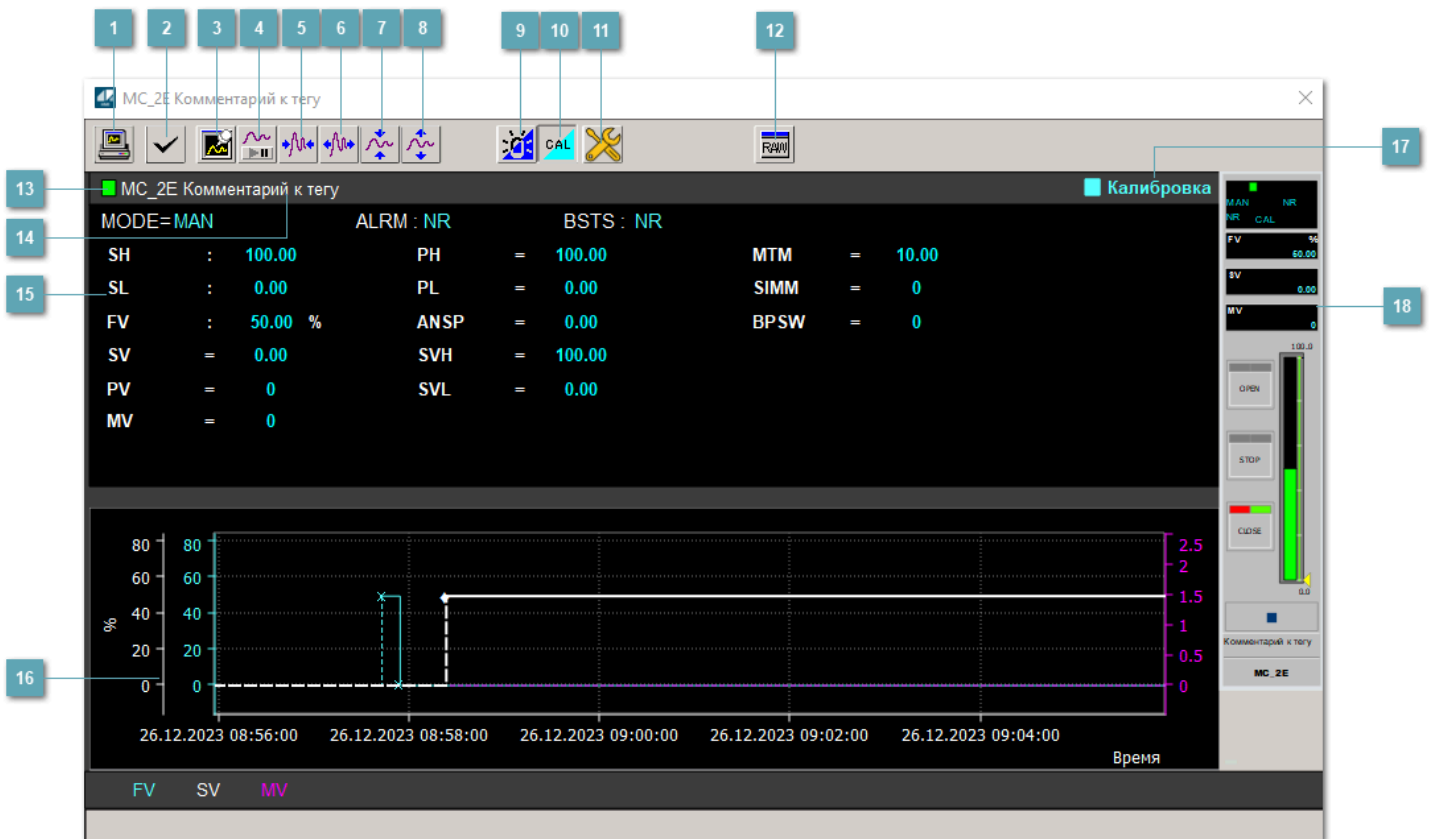 1 2 3 4 5 6 7 8 9 10 11 12
MC_2E Комментарий к тегу
CAL RAW
17
13
MC_2E Комментарий к тегу Калибровка
14
MODE=MAN ALRM : NR BSTS : NR
SH : 100.00 PH = 100.00 MTM = 10.00
15
SL : 0.00 PL = 0.00 SIMM = 0
FV : 50.00 % ANSP = 0.00 BPSW = 0
SV = 0.00 SVH = 100.00
PV = 0 SVL = 0.00
MV = 0
MAN NR
NR CAL
FV %
50.00
SV
0.00
18
MV
0
100.0
OPEN
STOP
CLOSE
0.0
Комментарий к тегу
MC_2E
80 80 2.5
2
60 60
1.5
% 40 40
1
20 20
0.5
16
0 0 0
26.12.2023 08:56:00 26.12.2023 08:58:00 26.12.2023 09:00:00 26.12.2023 09:02:00 26.12.2023 09:04:00
Время
FV SV MV